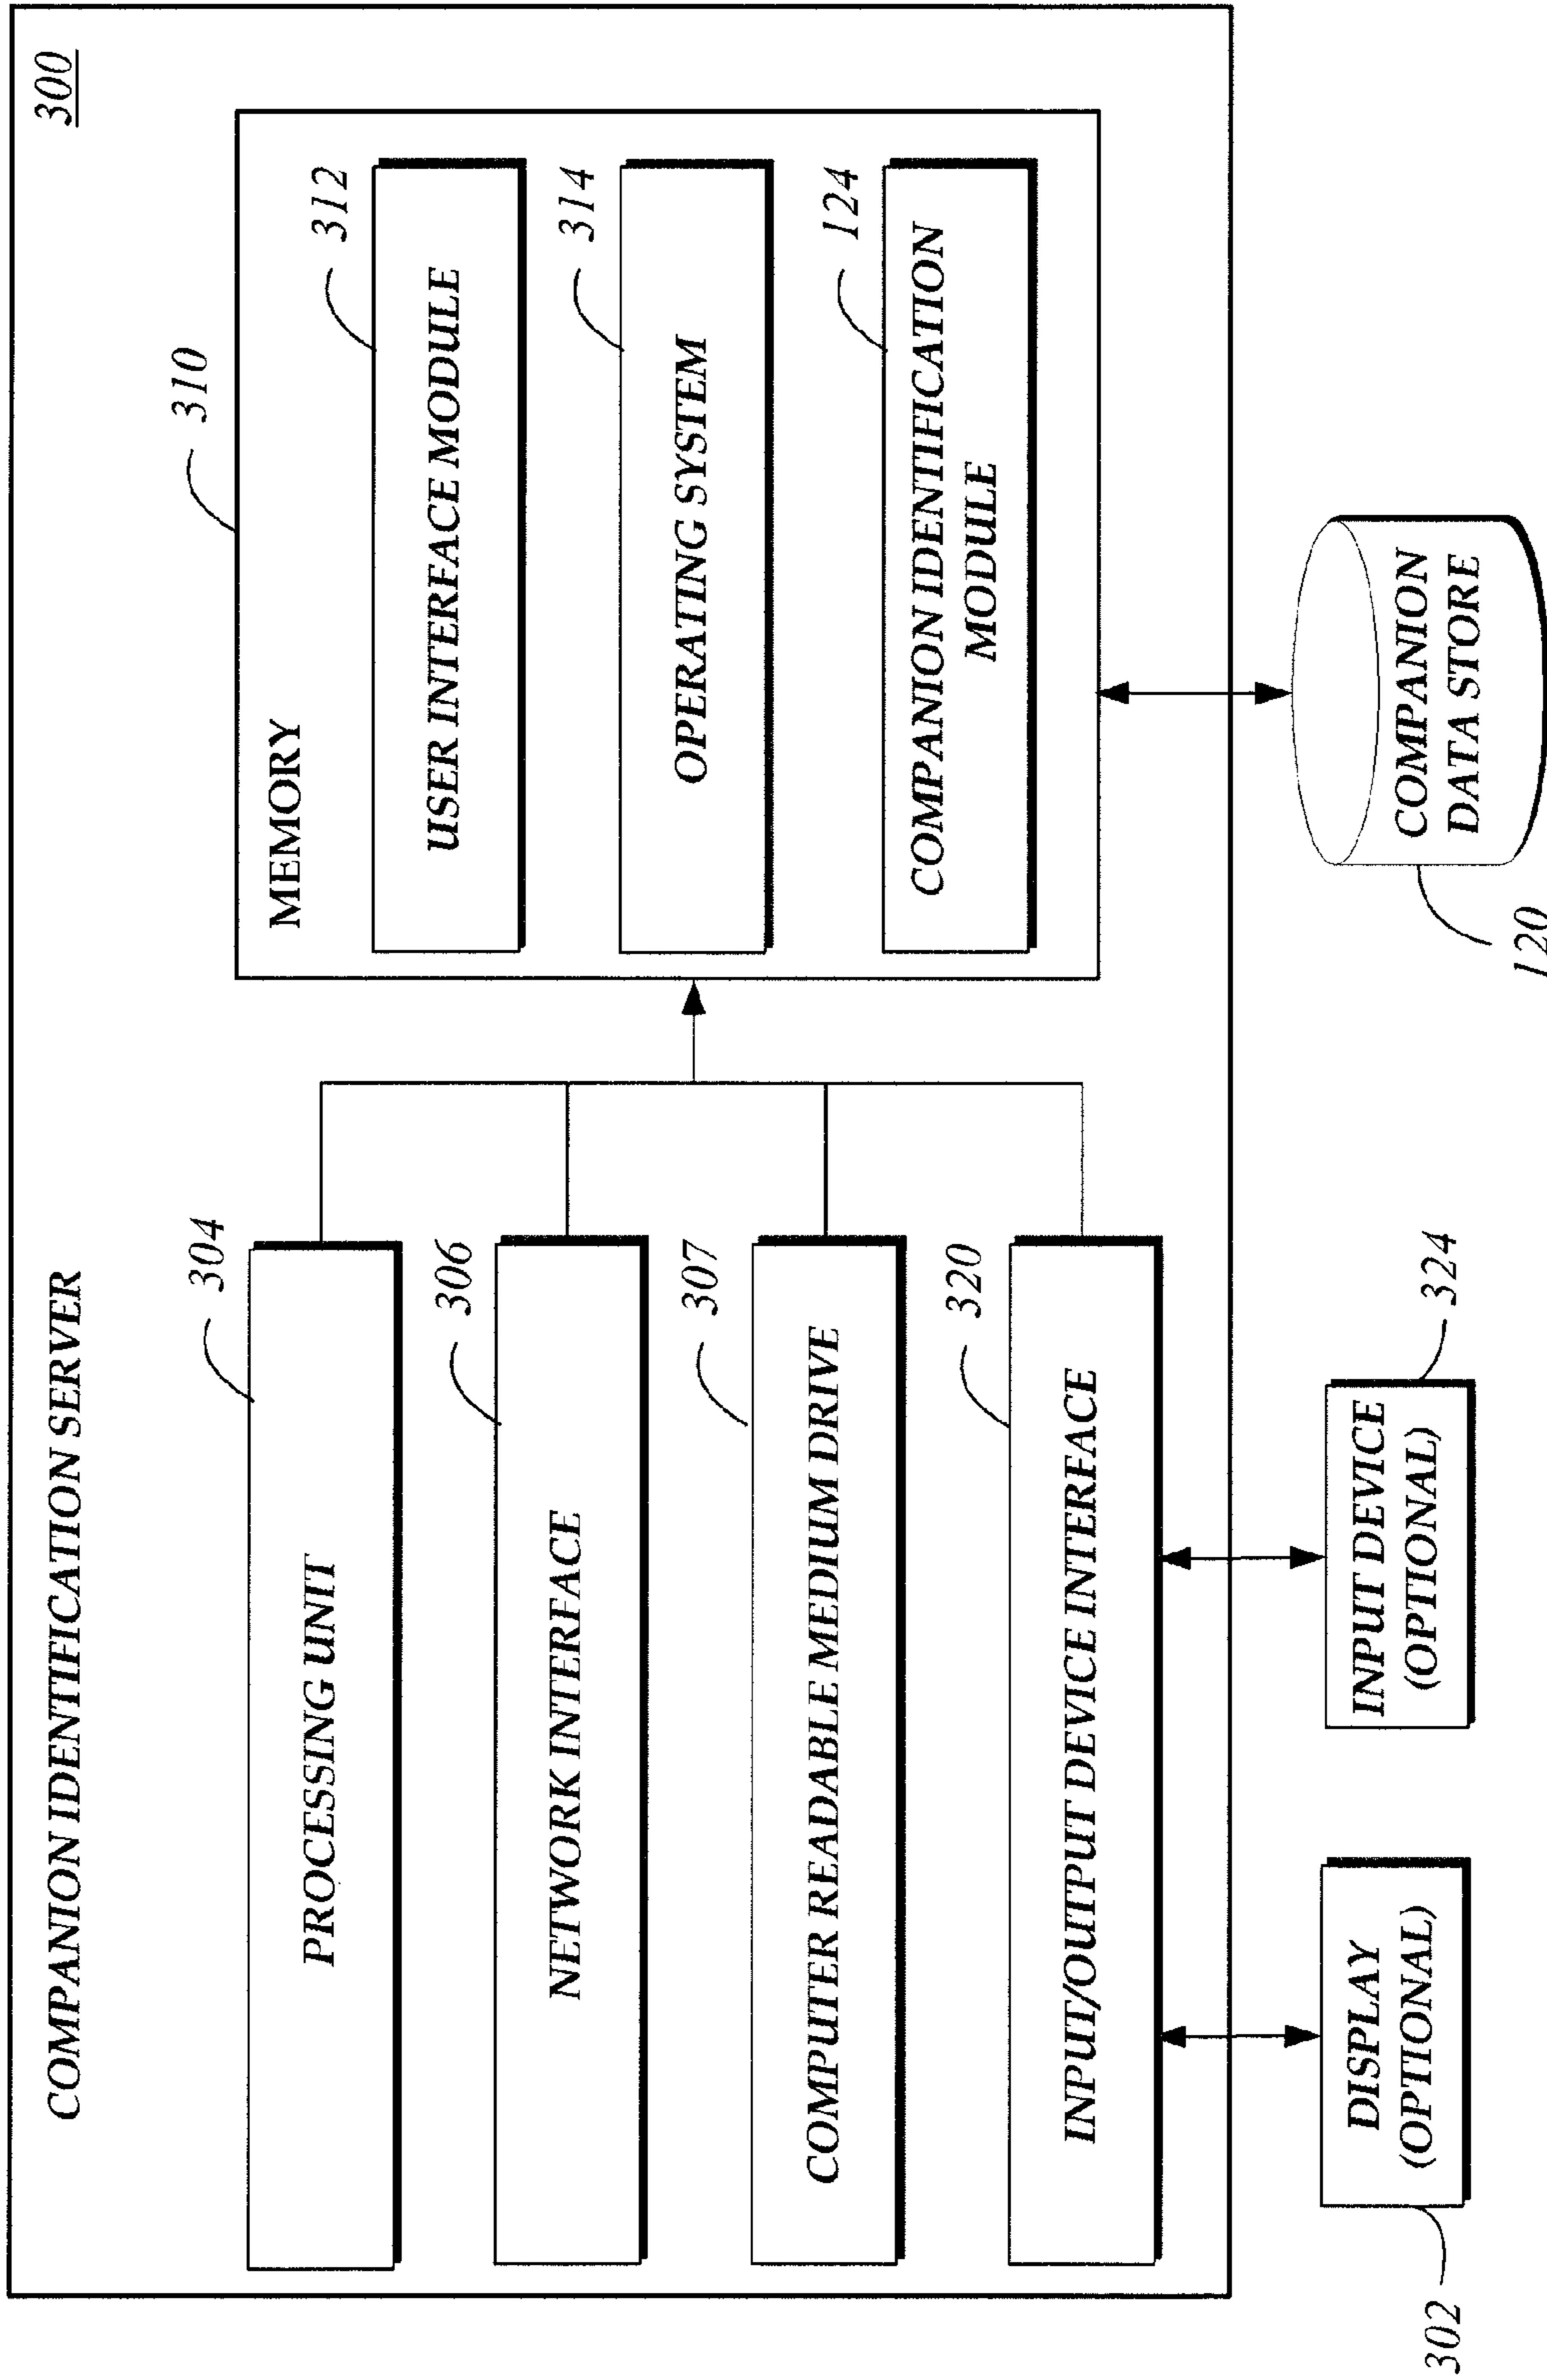 COMPANION IDENTIFICATION SERVER
300
304
PROCESSING UNIT
306
NETWORK INTERFACE
307
COMPUTER READABLE MEDIUM DRIVE
320
INPUT/OUTPUT DEVICE INTERFACE
310
MEMORY
312
USER INTERFACE MODULE
314
OPERATING SYSTEM
124
COMPANION IDENTIFICATION
MODULE
302
DISPLAY
(OPTIONAL)
324
INPUT DEVICE
(OPTIONAL)
120
COMPANION
DATA STORE